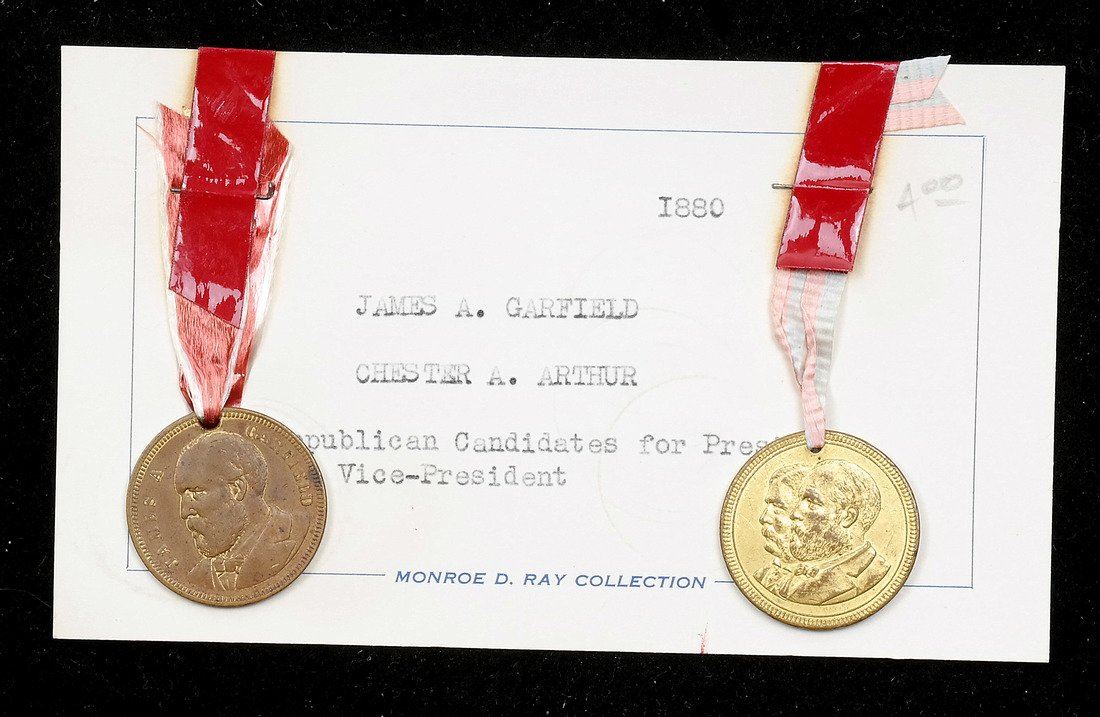 1880
4 00
JAMES A. GARFIELD
CHESTER A. ARTHUR
publican Candidates for Pres
Vice-President
JAMES A GARFIELD
MONROE D. RAY COLLECTION